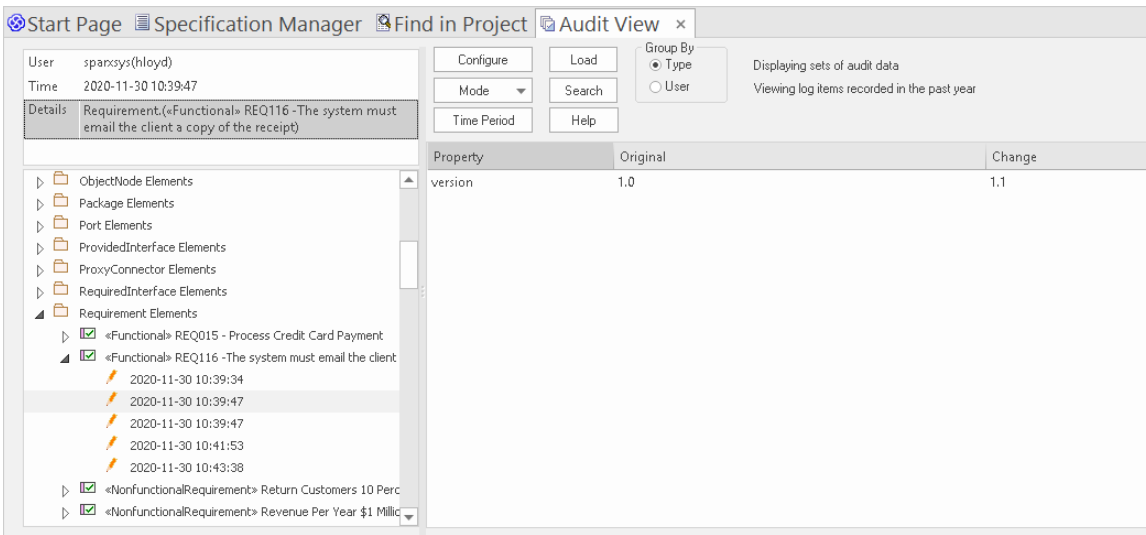 Start Page Specification Manager Find in Project Audit View ×
User sparxsys(hloyd)
Time 2020-11-30 10:39:47
Details Requirement.(«Functional» REQ116 -The system must
email the client a copy of the receipt)
ObjectNode Elements
Package Elements
Port Elements
ProvidedInterface Elements
ProxyConnector Elements
RequiredInterface Elements
Requirement Elements
«Functional» REQ015 - Process Credit Card Payment
«Functional» REQ116 -The system must email the client
2020-11-30 10:39:34
2020-11-30 10:39:47
2020-11-30 10:39:47
2020-11-30 10:41:53
2020-11-30 10:43:38
«NonfunctionalRequirement» Return Customers 10 Perc
«NonfunctionalRequirement» Revenue Per Year $1 Millic
Configure Load
Mode Search
Time Period Help
Group By
Type
User
Displaying sets of audit data
Viewing log items recorded in the past year
Property Original Change
version 1.0 1.1